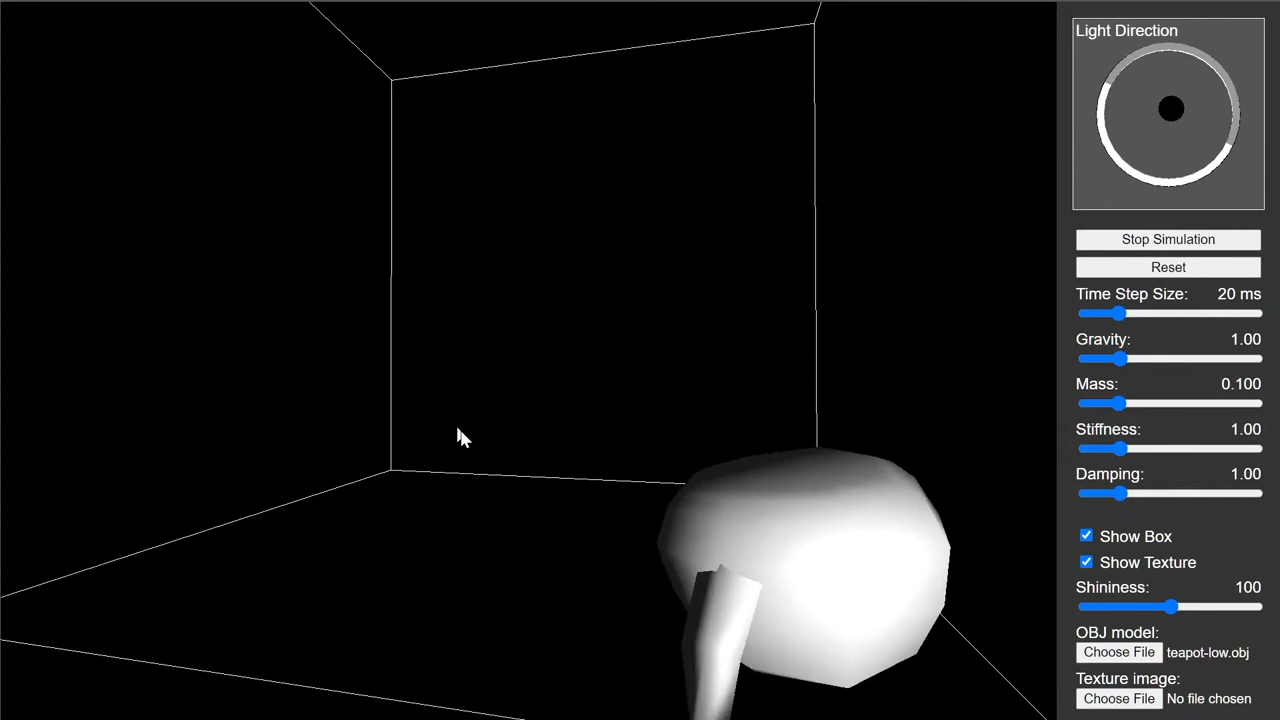 Light Direction
Stop Simulation
Reset
Time Step Size: 20 ms
Gravity: 1.00
Mass: 0.100
Stiffness: 1.00
Damping: 1.00
Show Box
Show Texture
Shininess: 100
OBJ model:
Choose File teapot-low.obj
Texture image:
Choose File No file chosen